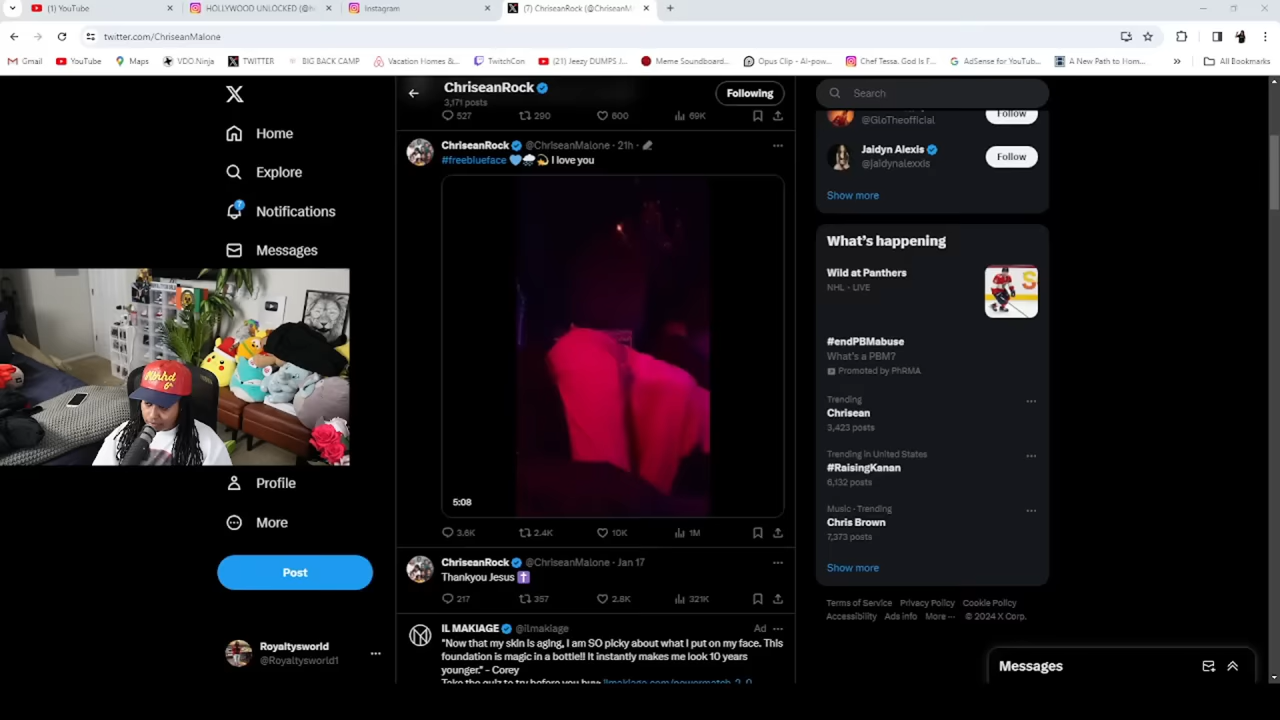 (1) YouTube
HOLLYWOOD UNLOCKED (@h
Instagram
(7) ChriseanRock (@ChriseanM
twitter.com/ChriseanMalone
Gmail
YouTube
Maps
VDO.Ninja
TWITTER
BIG BACK CAMP
Vacation Homes &...
TwitchCon
(21) Jeezy DUMPS J...
Meme Soundboard...
Opus Clip - AI-pow...
Chef Tessa. God Is F...
AdSense for YouTub...
A New Path to Hom...
All Bookmarks
Home
Explore
7
Notifications
Messages
Profile
More
Post
Royaltysworld
@Royaltysworld1
ChriseanRock
3,171 posts
Following
527
290
600
69K
ChriseanRock @ChriseanMalone · 21h ·
#freeblueface 💙🌧️💫 I love you
5:08
3.6K
2.4K
10K
1M
ChriseanRock @ChriseanMalone · Jan 17
Thankyou Jesus ✝️
217
357
2.8K
321K
IL MAKIAGE @ilmakiage
Ad
"Now that my skin is aging, I am SO picky about what I put on my face. This
foundation is magic in a bottle!! It instantly makes me look 10 years
younger." - Corey
Search
@GloTheofficial
Follow
Jaidyn Alexis
@jaidynalexxis
Follow
Show more
What's happening
Wild at Panthers
NHL · LIVE
#endPBMabuse
What's a PBM?
Promoted by PhRMA
Trending
Chrisean
3,423 posts
Trending in United States
#RaisingKanan
6,132 posts
Music · Trending
Chris Brown
7,373 posts
Show more
Terms of Service Privacy Policy Cookie Policy
Accessibility Ads info More ··· © 2024 X Corp.
Messages